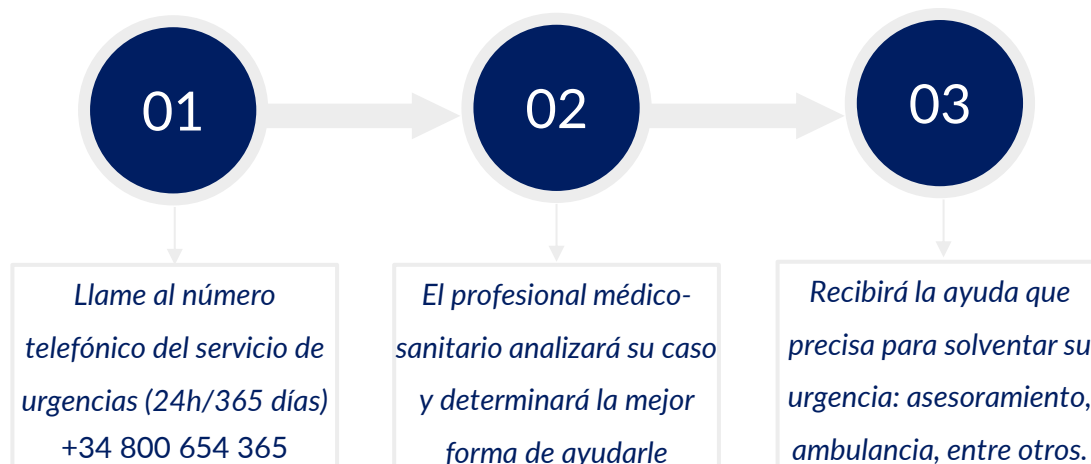 01
02
03
Llame al número
telefónico del servicio de
urgencias (24h/365 días)
+34 800 654 365
El profesional médico-
sanitario analizará su caso
y determinará la mejor
forma de ayudarle
Recibirá la ayuda que
precisa para solventar su
urgencia: asesoramiento,
ambulancia, entre otros.